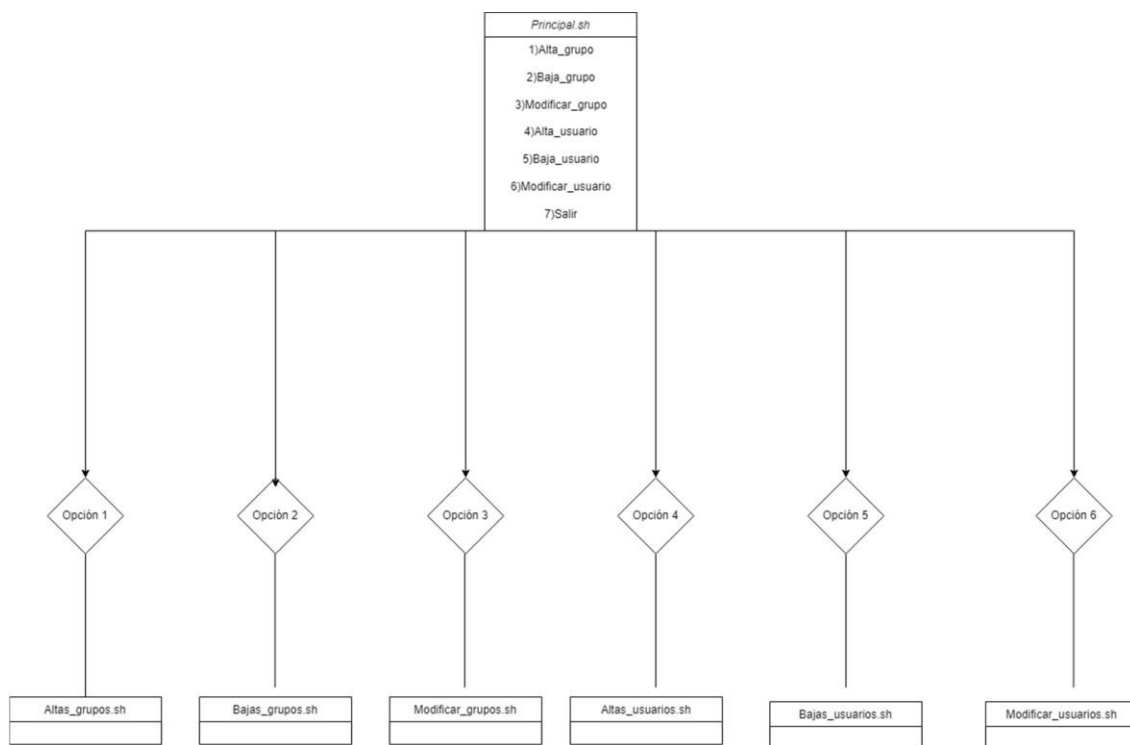 Principal.sh
1)Alta_grupo
2)Baja_grupo
3)Modificar_grupo
4)Alta_usuario
5)Baja_usuario
6)Modificar_usuario
7)Salir
Opción 1
Opción 2
Opción 3
Opción 4
Opción 5
Opción 6
Altas_grupos.sh
Bajas_grupos.sh
Modificar_grupos.sh
Altas_usuarios.sh
Bajas_usuarios.sh
Modificar_usuarios.sh